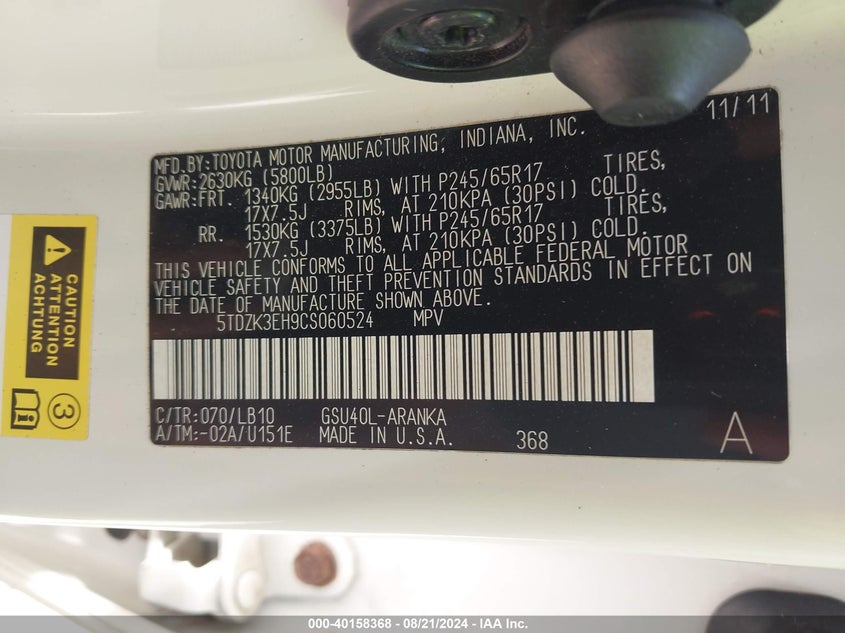 11/11
MFD.BY:TOYOTA MOTOR MANUFACTURING, INDIANA, INC.
GVWR:2630KG (5800LB)
GAWR:FRT. 1340KG (2955LB) WITH P245/65R17 TIRES,
17X7.5J RIMS, AT 210KPA (30PSI) COLD.
RR. 1530KG (3375LB) WITH P245/65R17 TIRES,
17X7.5J RIMS, AT 210KPA (30PSI) COLD.
THIS VEHICLE CONFORMS TO ALL APPLICABLE FEDERAL MOTOR
VEHICLE SAFETY AND THEFT PREVENTION STANDARDS IN EFFECT ON
THE DATE OF MANUFACTURE SHOWN ABOVE.
5TDZK3EH9CS060524 MPV
C/TR:070/LB10 GSU40L-ARANKA
A/TM:-02A/U151E MADE IN U.S.A. 368 A
CAUTION
ATTENTION
ACHTUNG
3
000-40158368 - 08/21/2024 - IAA Inc.